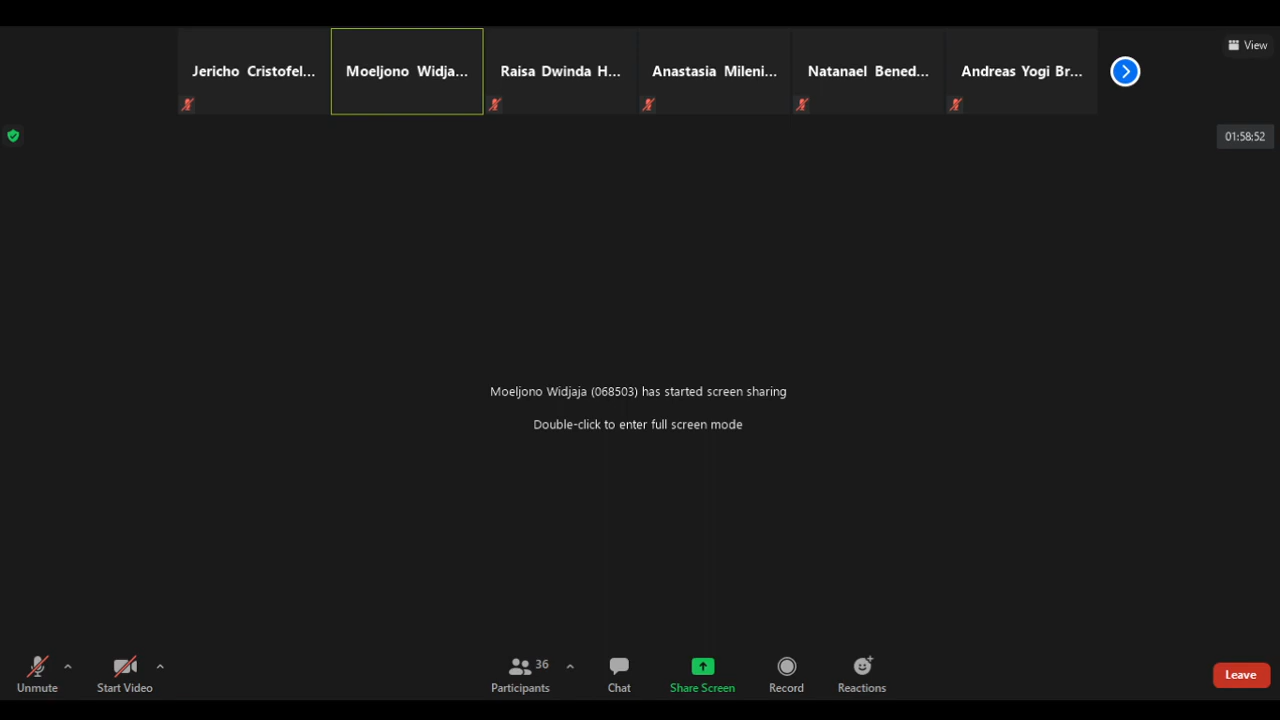 View
Jericho Cristofel...
Moeljono Widja...
Raisa Dwinda H...
Anastasia Mileni...
Natanael Bened...
Andreas Yogi Br...
01:58:52
Moeljono Widjaja (068503) has started screen sharing
Double-click to enter full screen mode
Unmute
Start Video
Participants
36
Chat
Share Screen
Record
Reactions
Leave